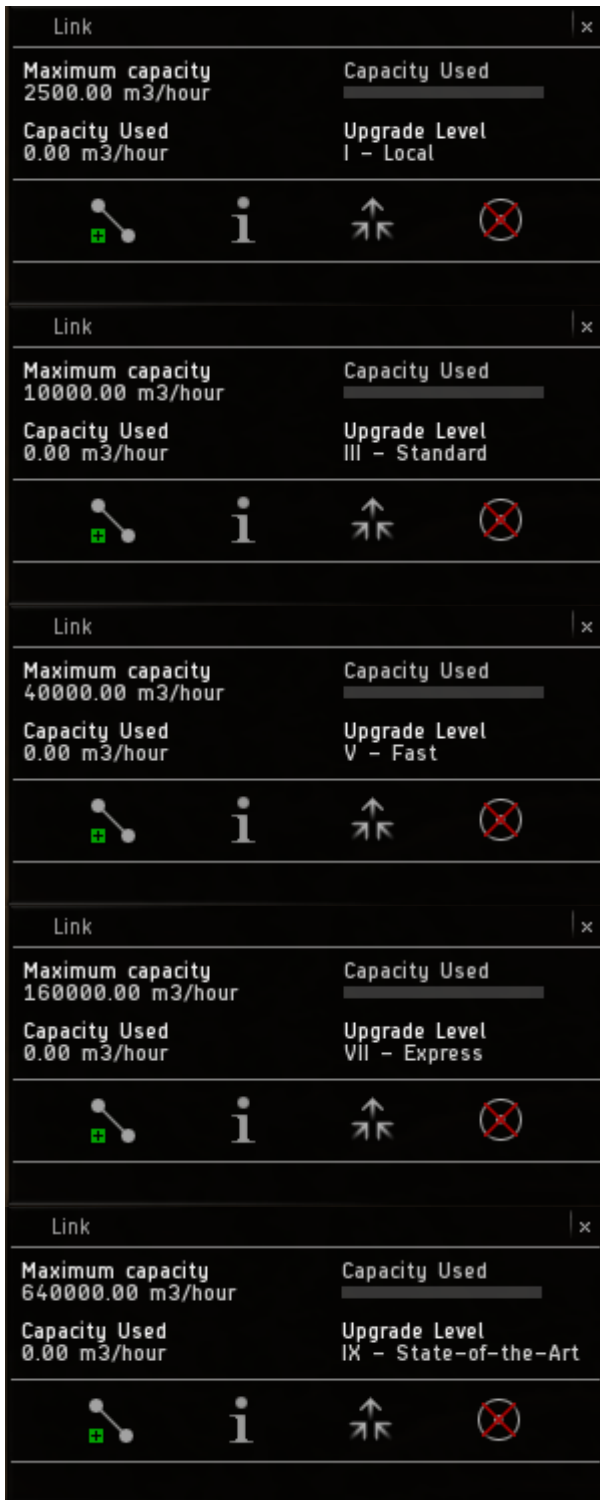 Link
Maximum capacity
2500.00 m3/hour
Capacity Used
Capacity Used
0.00 m3/hour
Upgrade Level
I – Local
Link
Maximum capacity
10000.00 m3/hour
Capacity Used
Capacity Used
0.00 m3/hour
Upgrade Level
III – Standard
Link
Maximum capacity
40000.00 m3/hour
Capacity Used
Capacity Used
0.00 m3/hour
Upgrade Level
V – Fast
Link
Maximum capacity
160000.00 m3/hour
Capacity Used
Capacity Used
0.00 m3/hour
Upgrade Level
VII – Express
Link
Maximum capacity
640000.00 m3/hour
Capacity Used
Capacity Used
0.00 m3/hour
Upgrade Level
IX – State–of–the–Art